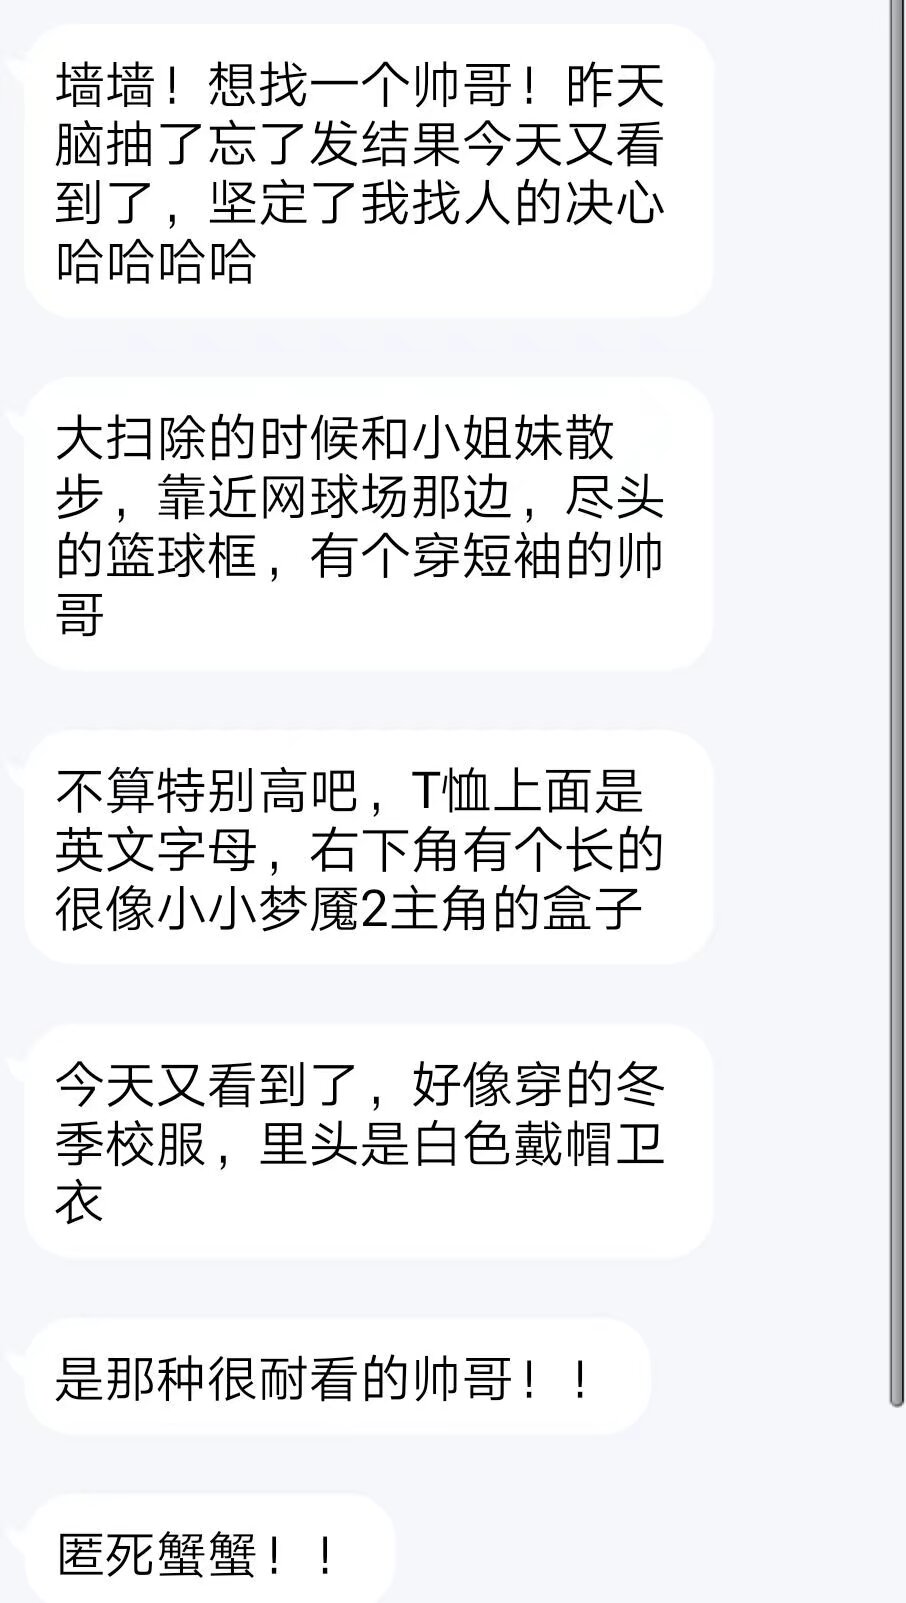 墙墙！想找一个帅哥！昨天
脑抽了忘了发结果今天又看
到了，坚定了我找人的决心
哈哈哈哈
大扫除的时候和小姐妹散
步，靠近网球场那边，尽头
的篮球框，有个穿短袖的帅
哥
不算特别高吧，T恤上面是
英文字母，右下角有个长的
很像小小梦魇2主角的盒子
今天又看到了，好像穿的冬
季校服，里头是白色戴帽卫
衣
是那种很耐看的帅哥！！
匿死蟹蟹！！